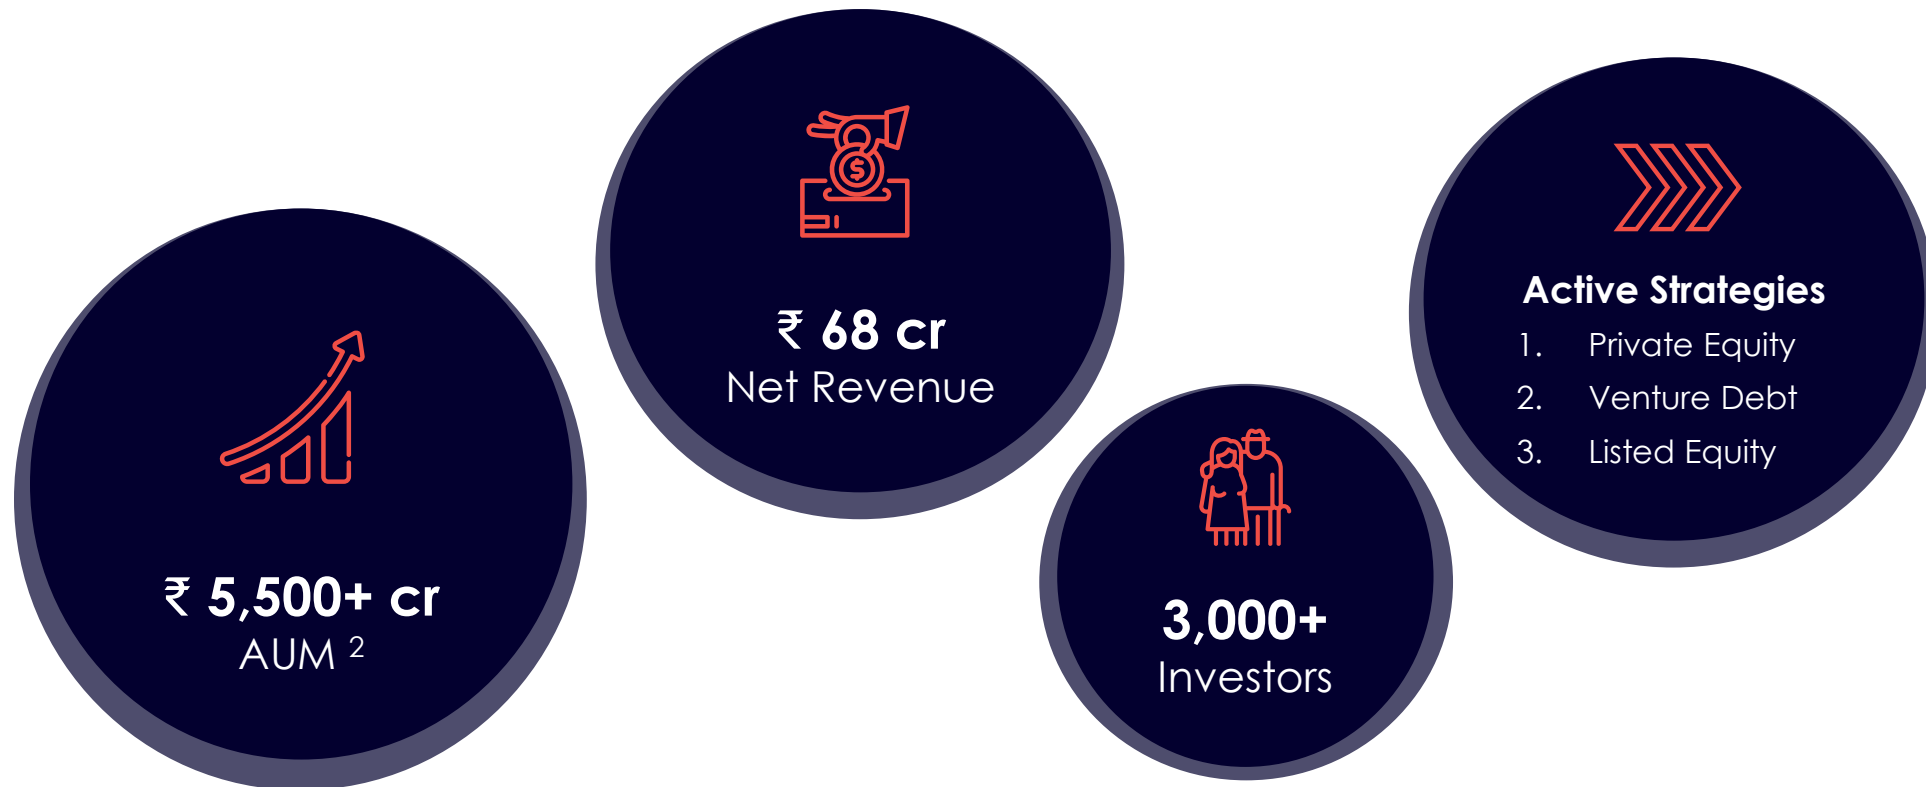 ₹ 5,500+ cr
AUM ²
₹ 68 cr
Net Revenue
3,000+
Investors
Active Strategies
1. Private Equity
2. Venture Debt
3. Listed Equity